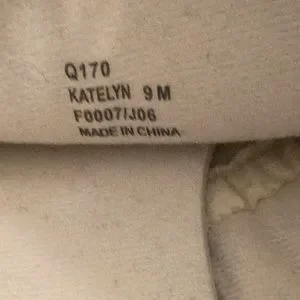 Q170
KATELYN 9 M
F0007/J06
MADE IN CHINA